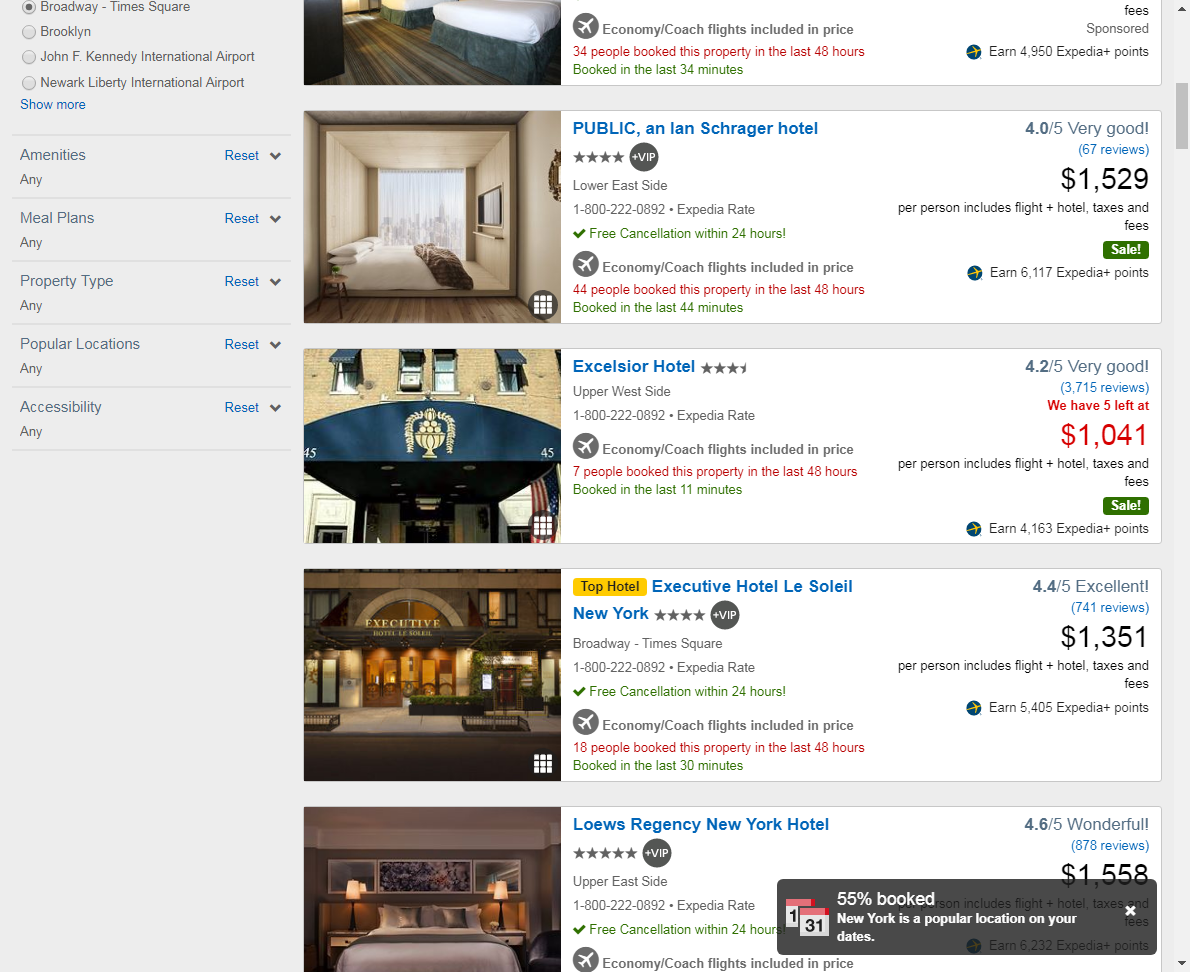 Broadway - Times Square
Brooklyn
John F. Kennedy International Airport
Newark Liberty International Airport
Show more
Amenities
Reset
Any
Meal Plans
Reset
Any
Property Type
Reset
Any
Popular Locations
Reset
Any
Accessibility
Reset
Any
fees
Sponsored
Economy/Coach flights included in price
34 people booked this property in the last 48 hours
Booked in the last 34 minutes
Earn 4,950 Expedia+ points
PUBLIC, an Ian Schrager hotel
+VIP
Lower East Side
1-800-222-0892 • Expedia Rate
Free Cancellation within 24 hours!
Economy/Coach flights included in price
44 people booked this property in the last 48 hours
Booked in the last 44 minutes
4.0/5 Very good!
(67 reviews)
$1,529
per person includes flight + hotel, taxes and
fees
Sale!
Earn 6,117 Expedia+ points
45
45
Excelsior Hotel
Upper West Side
1-800-222-0892 • Expedia Rate
Economy/Coach flights included in price
7 people booked this property in the last 48 hours
Booked in the last 11 minutes
4.2/5 Very good!
(3,715 reviews)
We have 5 left at
$1,041
per person includes flight + hotel, taxes and
fees
Sale!
Earn 4,163 Expedia+ points
EXECUTIVE
HOTEL LE SOLEIL
Top Hotel Executive Hotel Le Soleil
New York +VIP
Broadway - Times Square
1-800-222-0892 • Expedia Rate
Free Cancellation within 24 hours!
Economy/Coach flights included in price
18 people booked this property in the last 48 hours
Booked in the last 30 minutes
4.4/5 Excellent!
(741 reviews)
$1,351
per person includes flight + hotel, taxes and
fees
Earn 5,405 Expedia+ points
Loews Regency New York Hotel
+VIP
Upper East Side
1-800-222-0892 • Expedia Rate
Free Cancellation within 24 hours!
Economy/Coach flights included in price
4.6/5 Wonderful!
(878 reviews)
$1,558
per person includes flight + hotel, taxes and
fees
Earn 6,232 Expedia+ points
1
31
55% booked
New York is a popular location on your
dates.